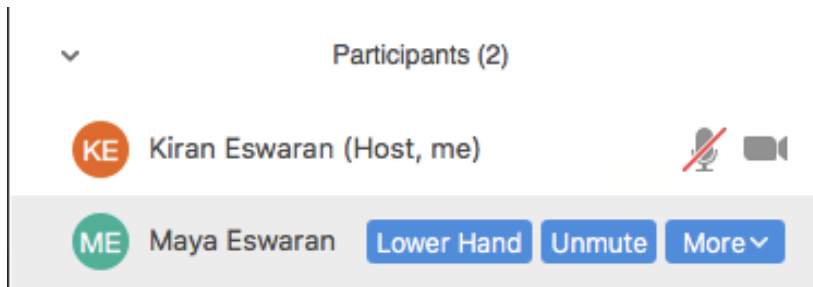 Participants (2)
KE Kiran Eswaran (Host, me)
ME Maya Eswaran Lower Hand Unmute More